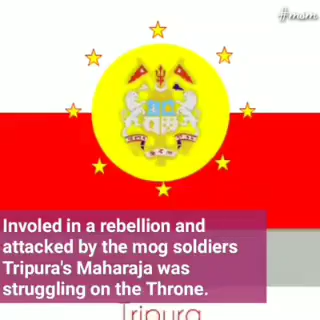 Involed in a rebellion and
attacked by the mog soldiers
Tripura's Maharaja was
struggling on the Throne.
Tripura